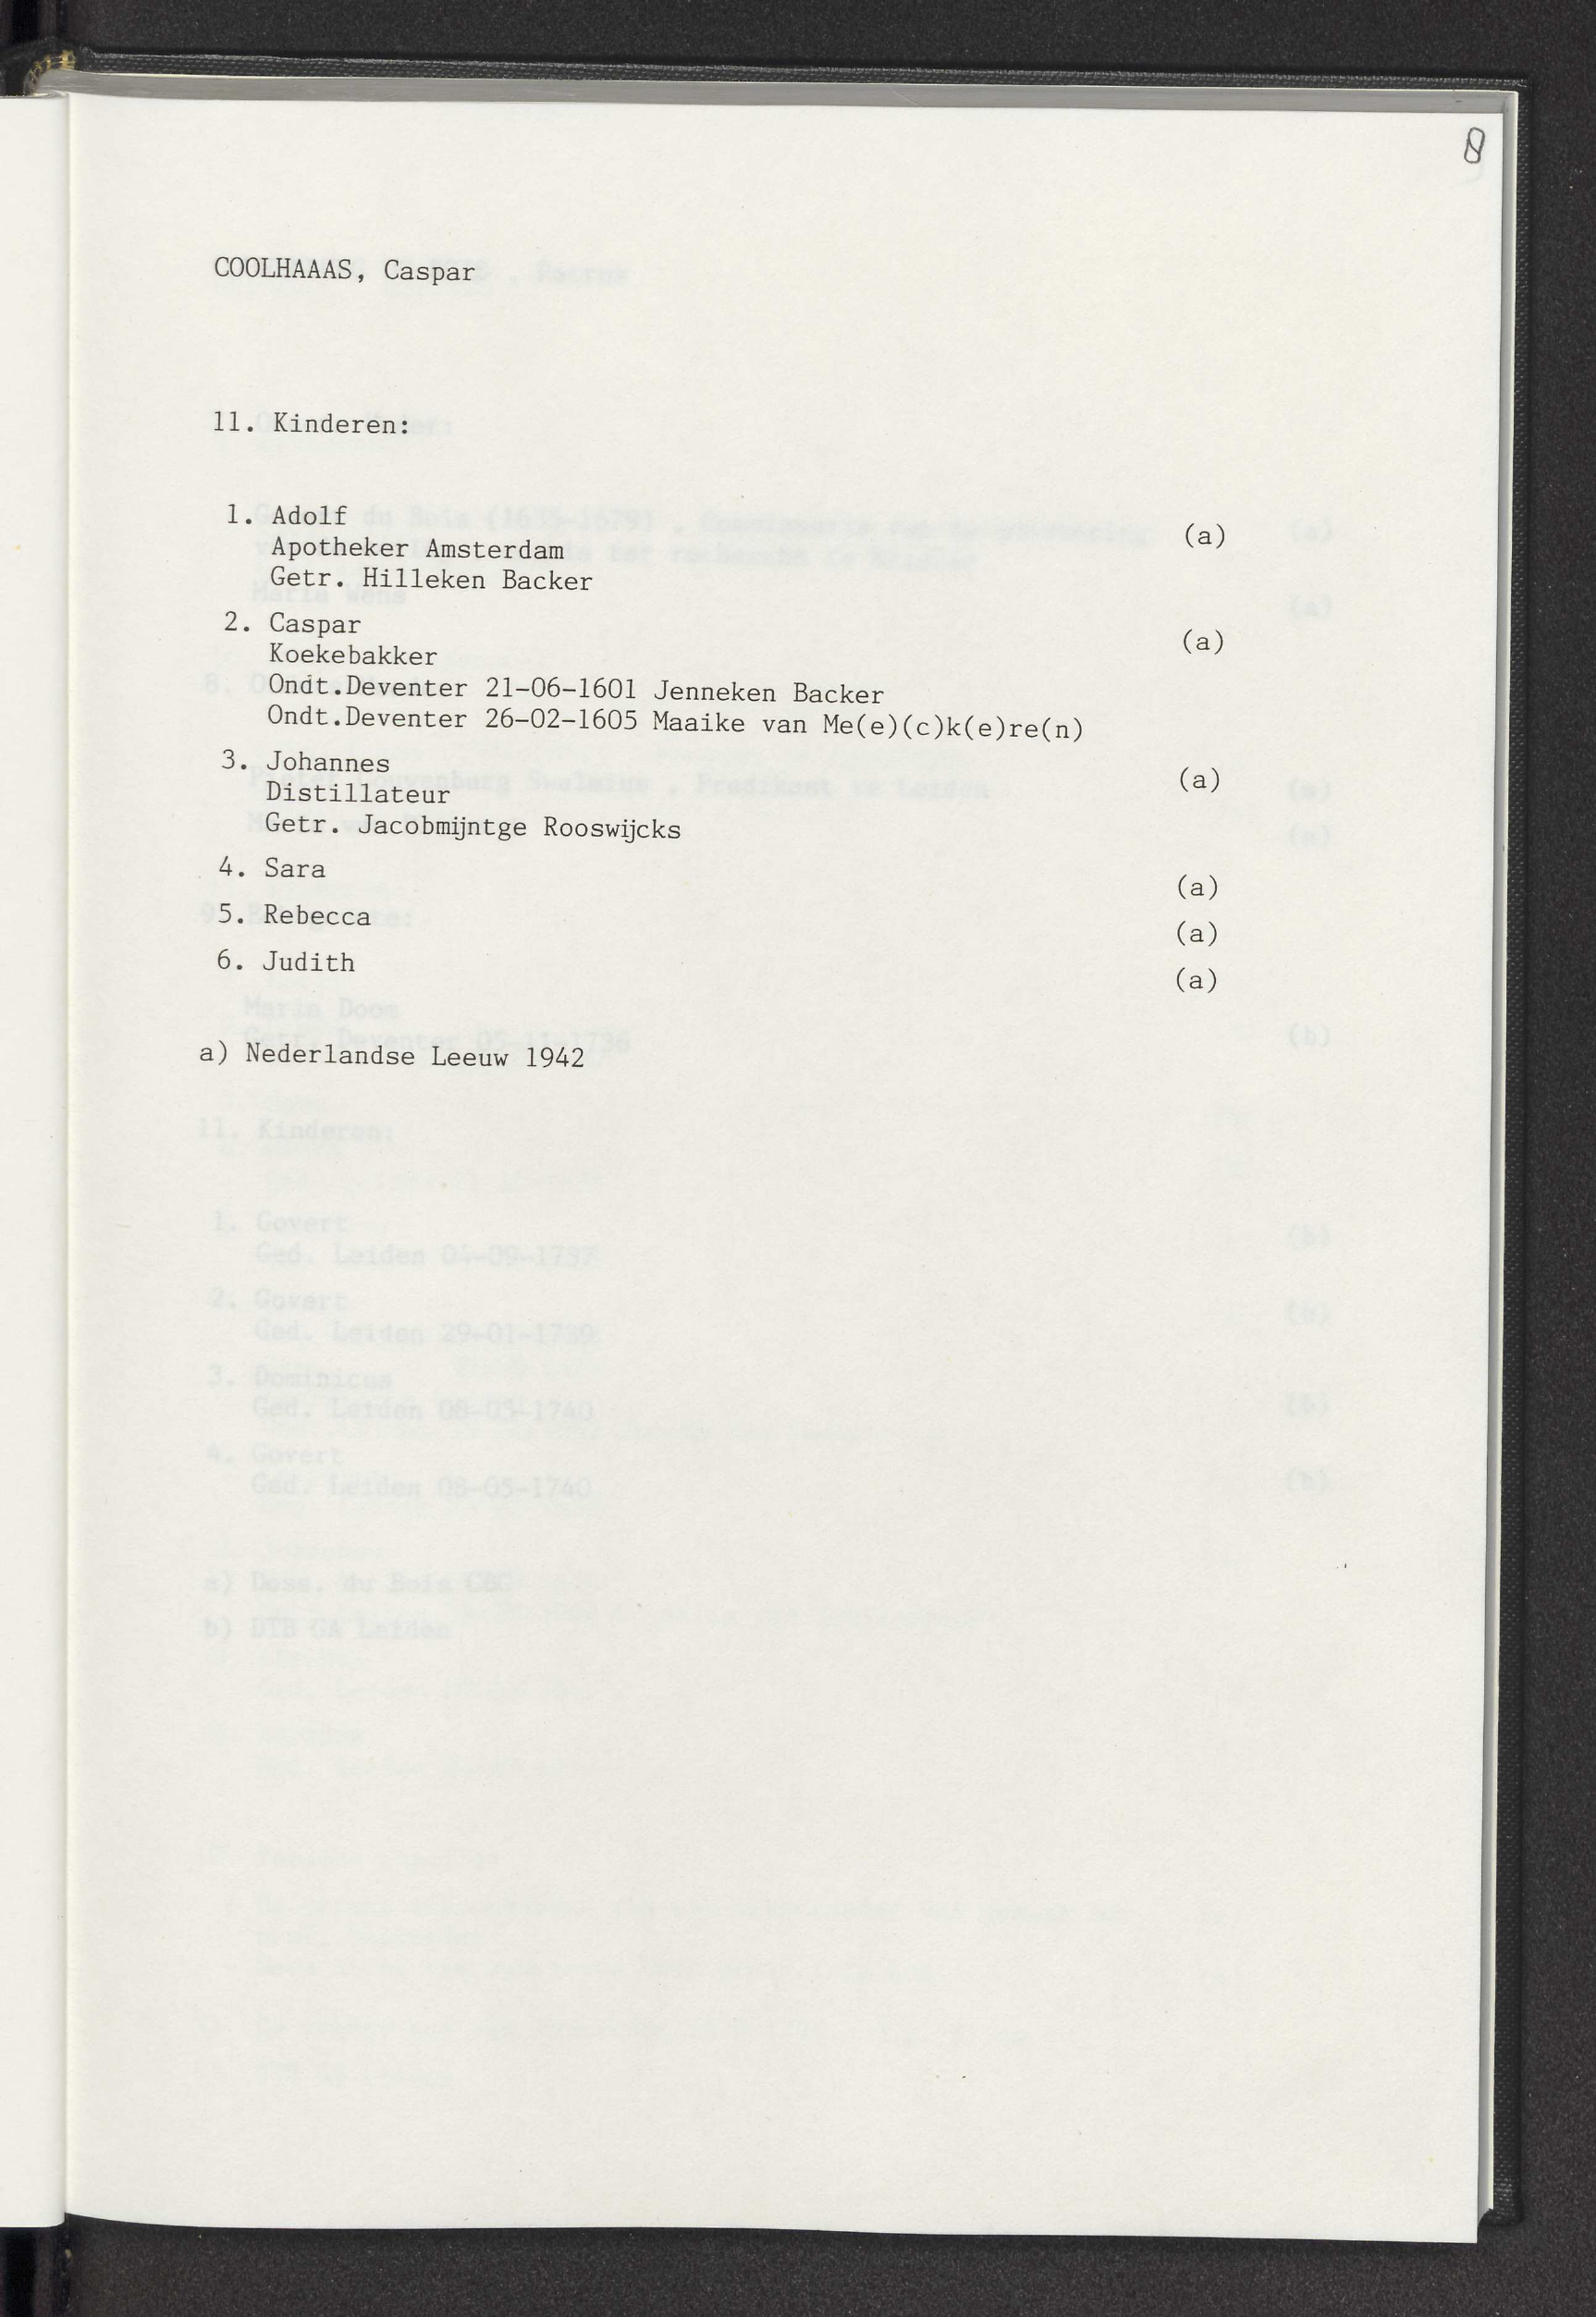 8
COOLHAAAS, Caspar
11. Kinderen:
1. Adolf (a)
Apotheker Amsterdam
Getr. Hilleken Backer
2. Caspar (a)
Koekebakker
Ondt.Deventer 21-06-1601 Jenneken Backer
Ondt.Deventer 26-02-1605 Maaike van Me(e)(c)k(e)re(n)
3. Johannes (a)
Distillateur
Getr. Jacobmijntge Rooswijcks
4. Sara (a)
5. Rebecca (a)
6. Judith (a)
a) Nederlandse Leeuw 1942